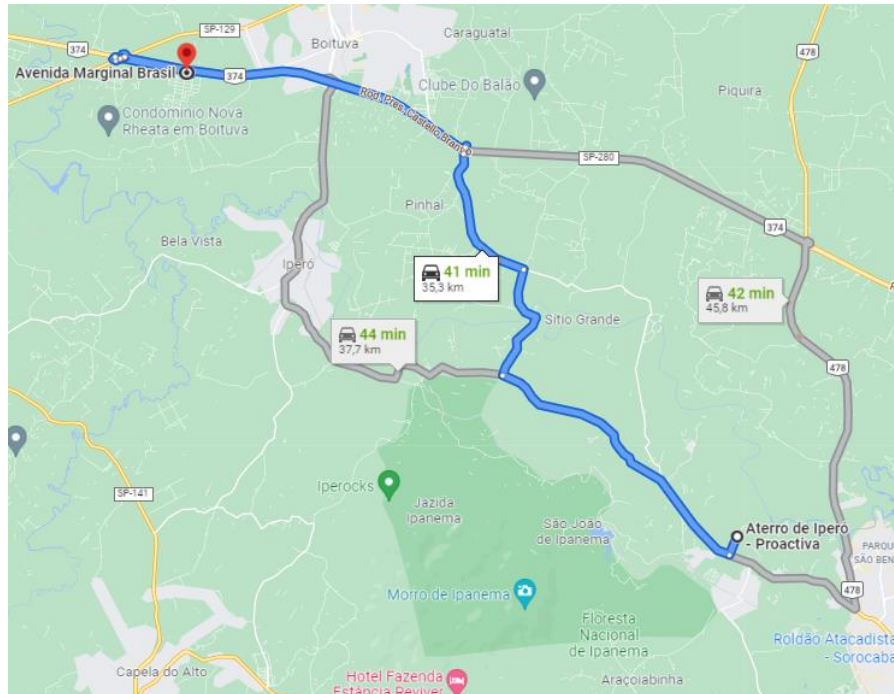 SP-129
374
Boituva
Caraguatal
478
Avenida Marginal Brasil
374
Clube Do Balão
Piquira
Condominio Nova
Rheata em Boituva
Rod. Pres. Castello Branco
SP-280
Pinhal
374
Bela Vista
Iperó
41 min
35,3 km
42 min
45,8 km
Sítio Grande
44 min
37,7 km
478
SP-141
Iperocks
Jazida
Ipanema
São João
de Ipanema
Aterro de Iperó
- Proactiva
PARQU
SÃO BEN
478
Morro de Ipanema
Floresta
Nacional
de Ipanema
Roldão Atacadista
- Sorocaba
Capela do Alto
Hotel Fazenda
Estância Reviver
Araçoiabinha